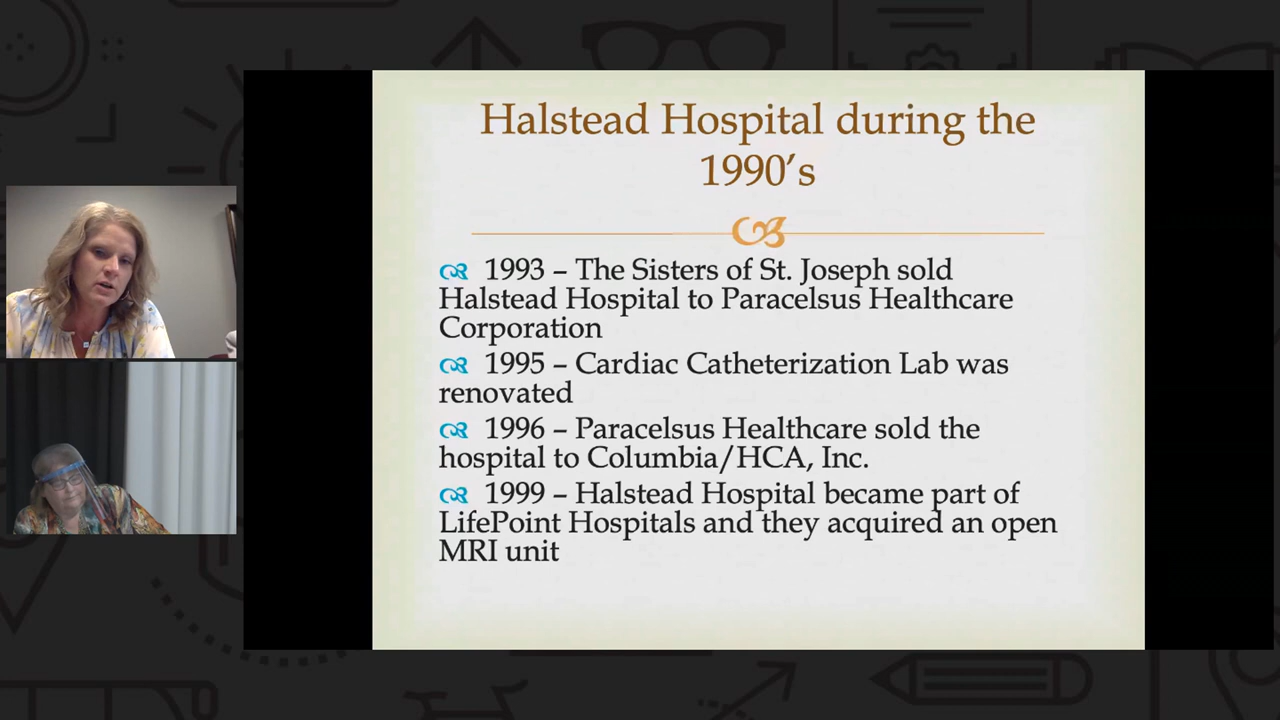 Halstead Hospital during the
1990's
1993 – The Sisters of St. Joseph sold
Halstead Hospital to Paracelsus Healthcare
Corporation
1995 – Cardiac Catheterization Lab was
renovated
1996 – Paracelsus Healthcare sold the
hospital to Columbia/HCA, Inc.
1999 – Halstead Hospital became part of
LifePoint Hospitals and they acquired an open
MRI unit